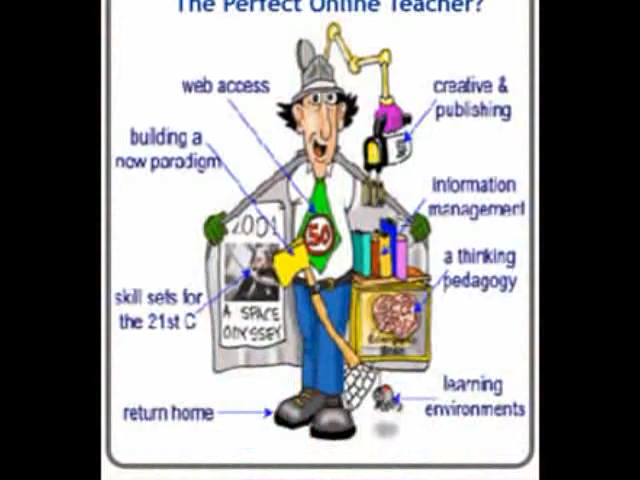 The Perfect Online Teacher?
web access
creative &
publishing
building a
new paradigm
information
management
2001
50
a thinking
pedagogy
skill sets for
the 21st C
A SPACE
ODYSSEY
learning
environments
return home